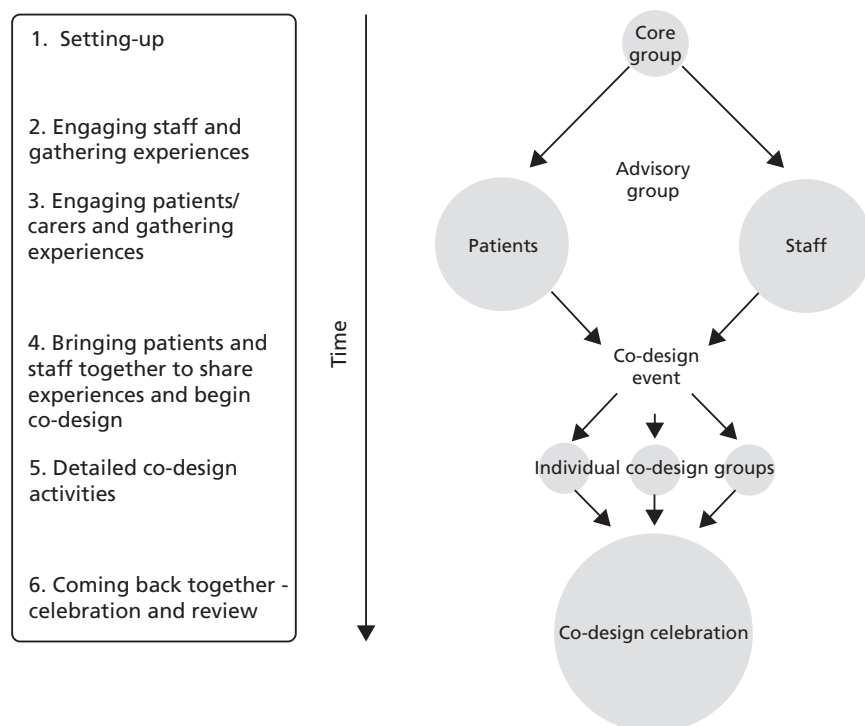 1. Setting-up
2. Engaging staff and
gathering experiences
3. Engaging patients/
carers and gathering
experiences
4. Bringing patients and
staff together to share
experiences and begin
co-design
5. Detailed co-design
activities
6. Coming back together -
celebration and review
Time
Core
group
Advisory
group
Patients
Staff
Co-design
event
Individual co-design groups
Co-design celebration